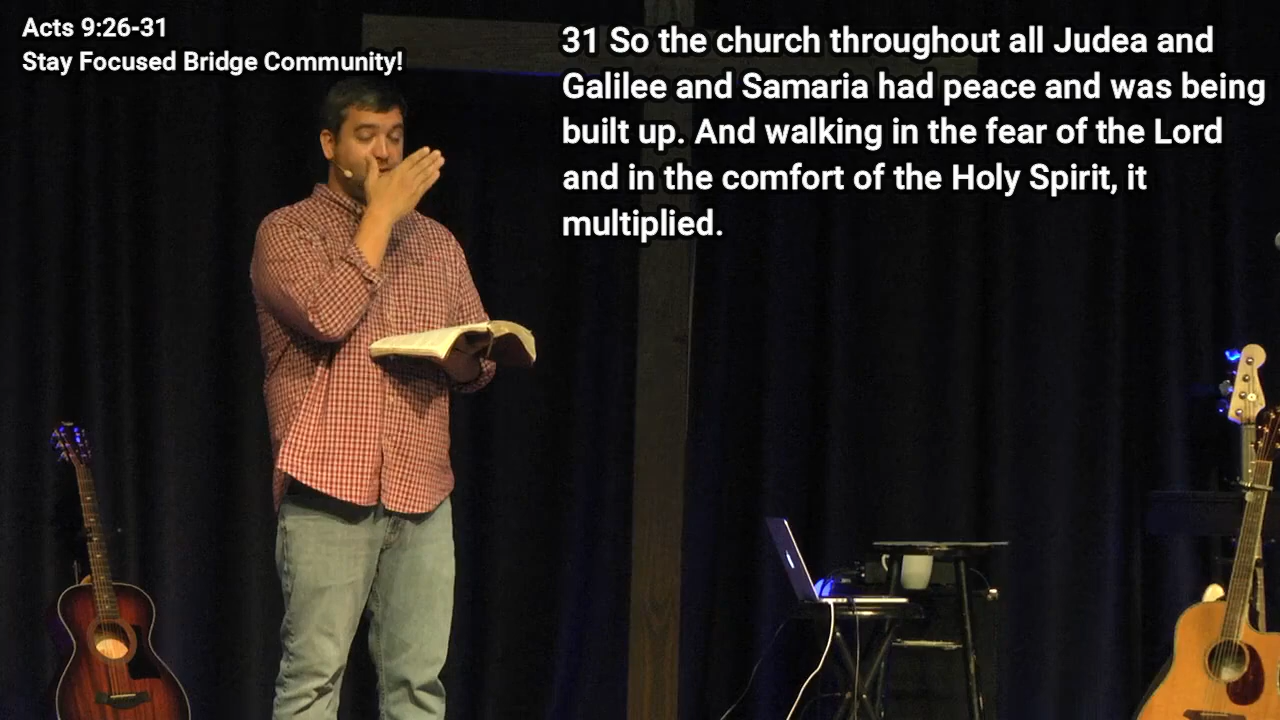 Acts 9:26-31
Stay Focused Bridge Community!
31 So the church throughout all Judea and
Galilee and Samaria had peace and was being
built up. And walking in the fear of the Lord
and in the comfort of the Holy Spirit, it
multiplied.